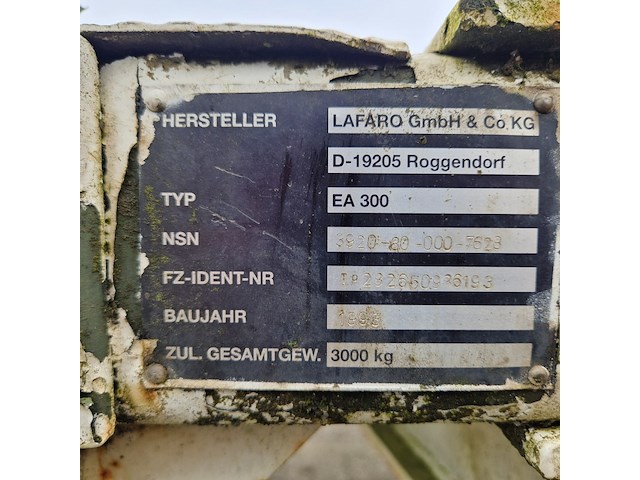 HERSTELLER LAFARO GmbH & Co.KG
D-19205 Roggendorf
TYP EA 300
NSN
FZ-IDENT-NR
BAUJAHR
ZUL. GESAMTGEW. 3000 kg